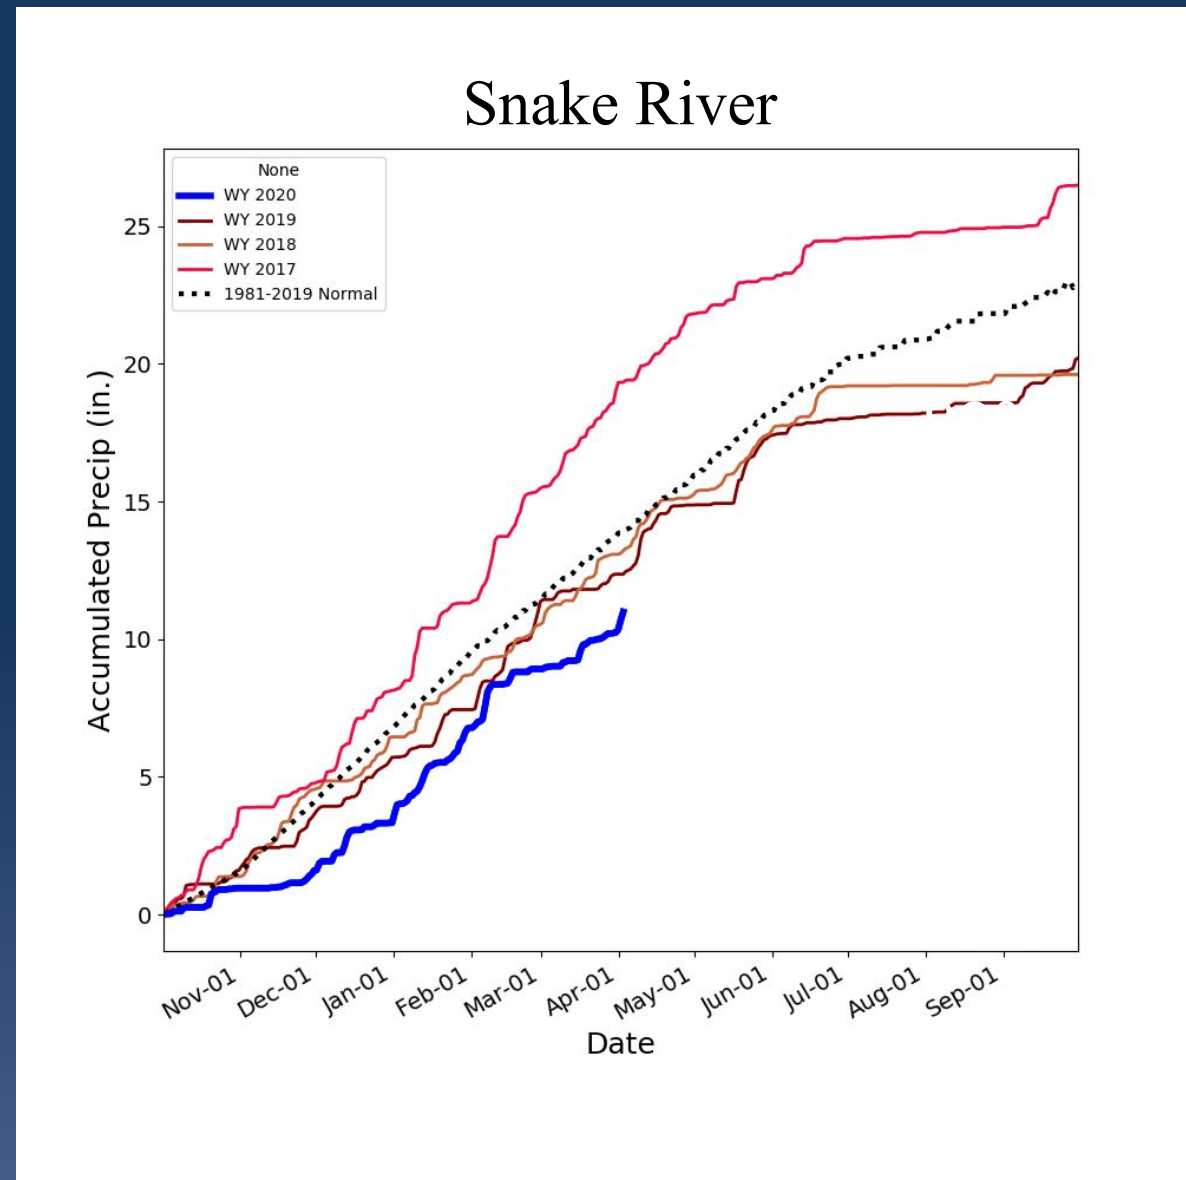 Snake River
None
WY 2020
WY 2019
WY 2018
WY 2017
1981-2019 Normal
Accumulated Precip (in.)
25
20
15
10
5
0
Nov-01
Dec-01
Jan-01
Feb-01
Mar-01
Apr-01
May-01
Jun-01
Jul-01
Aug-01
Sep-01
Date